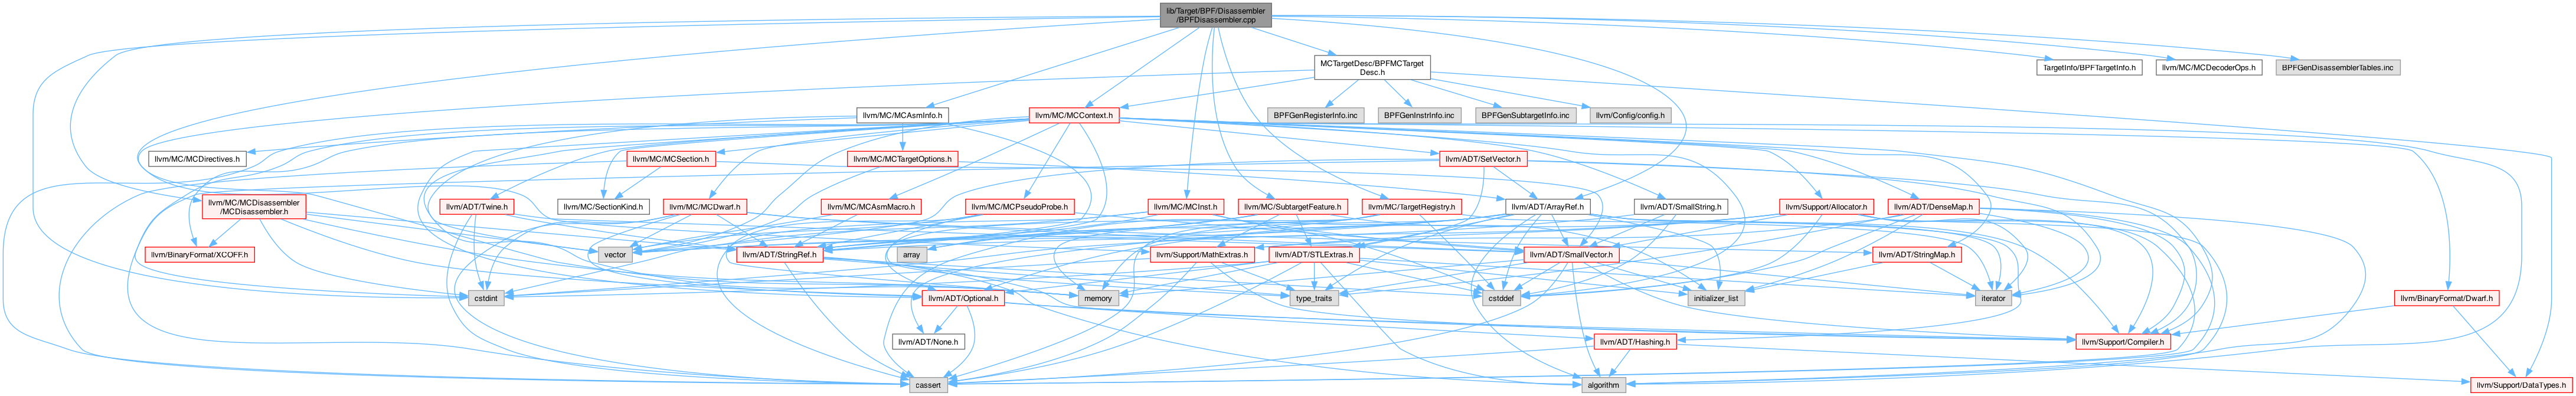 lib/Target/BPF/Disassembler
/BPFDisassembler.cpp
MCTargetDesc/BPFMCTarget
Desc.h
TargetInfo/BPFTargetInfo.h
llvm/MC/MCDecoderOps.h
BPFGenDisassemblerTables.inc
llvm/MC/MCAsmInfo.h
llvm/MC/MCContext.h
BPFGenRegisterInfo.inc
BPFGenInstrInfo.inc
BPFGenSubtargetInfo.inc
llvm/Config/config.h
llvm/MC/MCDirectives.h
llvm/MC/MCSection.h
llvm/MC/MCTargetOptions.h
llvm/ADT/SetVector.h
llvm/MC/MCDisassembler
/MCDisassembler.h
llvm/ADT/Twine.h
llvm/MC/SectionKind.h
llvm/MC/MCDwarf.h
llvm/MC/MCAsmMacro.h
llvm/MC/MCPseudoProbe.h
llvm/MC/MCInst.h
llvm/MC/SubtargetFeature.h
llvm/MC/TargetRegistry.h
llvm/ADT/ArrayRef.h
llvm/ADT/SmallString.h
llvm/Support/Allocator.h
llvm/ADT/DenseMap.h
llvm/BinaryFormat/XCOFF.h
vector
llvm/ADT/StringRef.h
array
llvm/Support/MathExtras.h
llvm/ADT/STLExtras.h
llvm/ADT/SmallVector.h
llvm/ADT/StringMap.h
cstdint
llvm/ADT/Optional.h
memory
type_traits
cstddef
initializer_list
iterator
llvm/BinaryFormat/Dwarf.h
llvm/ADT/None.h
llvm/ADT/Hashing.h
llvm/Support/Compiler.h
cassert
algorithm
llvm/Support/DataTypes.h